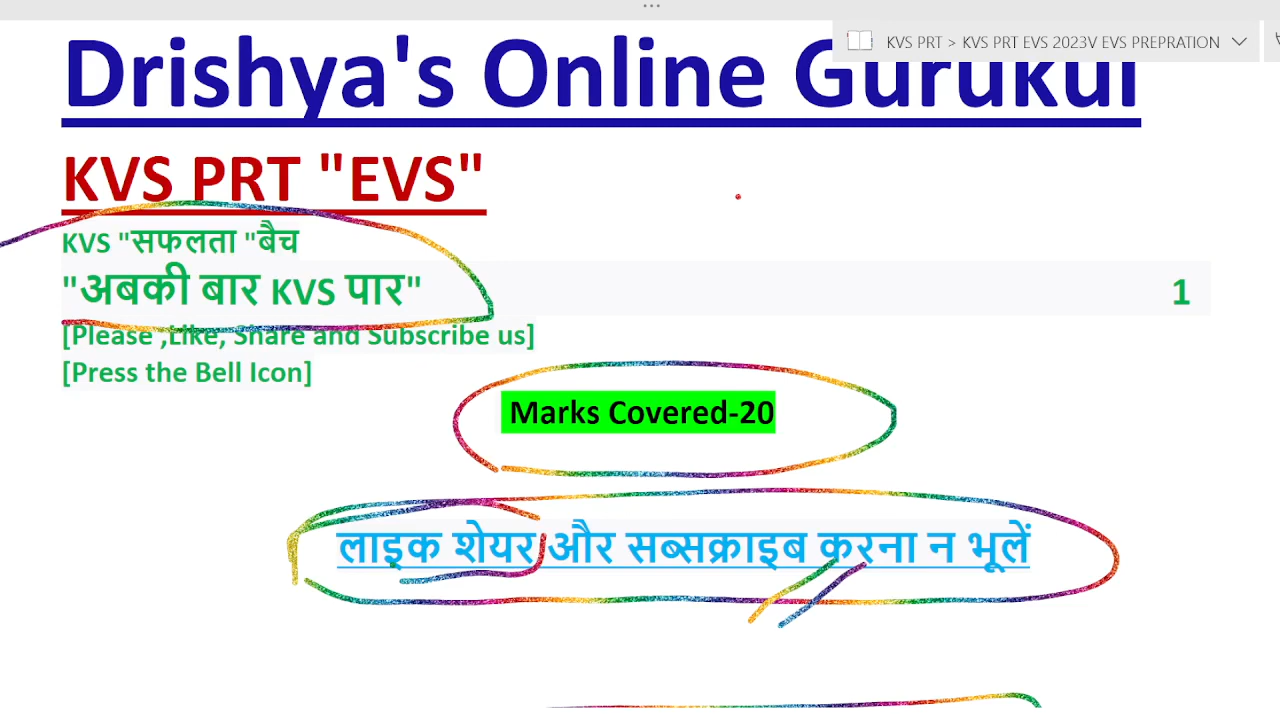 KVS PRT > KVS PRT EVS 2023V EVS PREPRATION
Drishya's Online Gurukul
KVS PRT "EVS"
KVS "सफलता "बैच
"अबकी बार KVS पार" 1
[Please ,Like, Share and Subscribe us]
[Press the Bell Icon]
Marks Covered-20
लाइक शेयर और सब्सक्राइब करना न भूलें